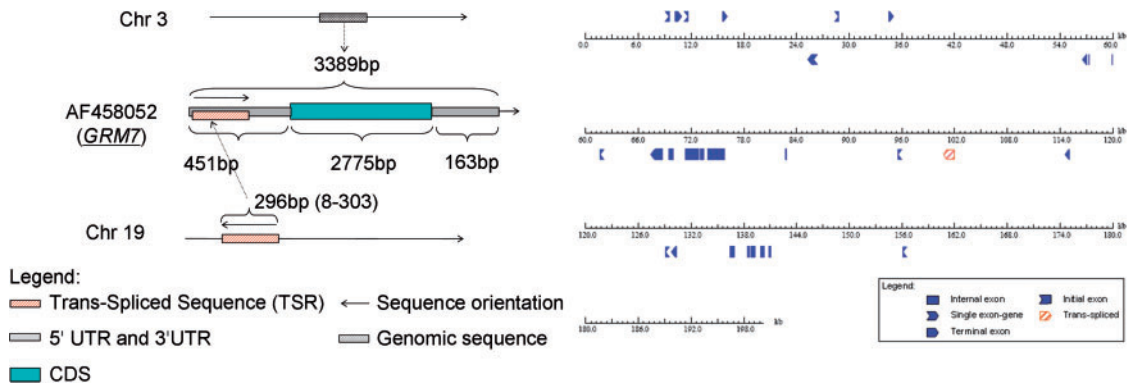 Chr 3
3389bp
AF458052
(GRM7)
451bp
2775bp
163bp
296bp (8-303)
Chr 19
Legend:
Trans-Spliced Sequence (TSR)
Sequence orientation
5' UTR and 3'UTR
Genomic sequence
CDS
0.0 6.0 12.0 18.0 24.0 30.0 36.0 42.0 48.0 54.0 60.0 kb
60.0 66.0 72.0 78.0 84.0 90.0 96.0 102.0 108.0 114.0 120.0 kb
120.0 126.0 132.0 138.0 144.0 150.0 156.0 162.0 168.0 174.0 180.0 kb
180.0 186.0 192.0 198.0 kb
Legend:
Internal exon
Initial exon
Single exon-gene
Trans-spliced
Terminal exon